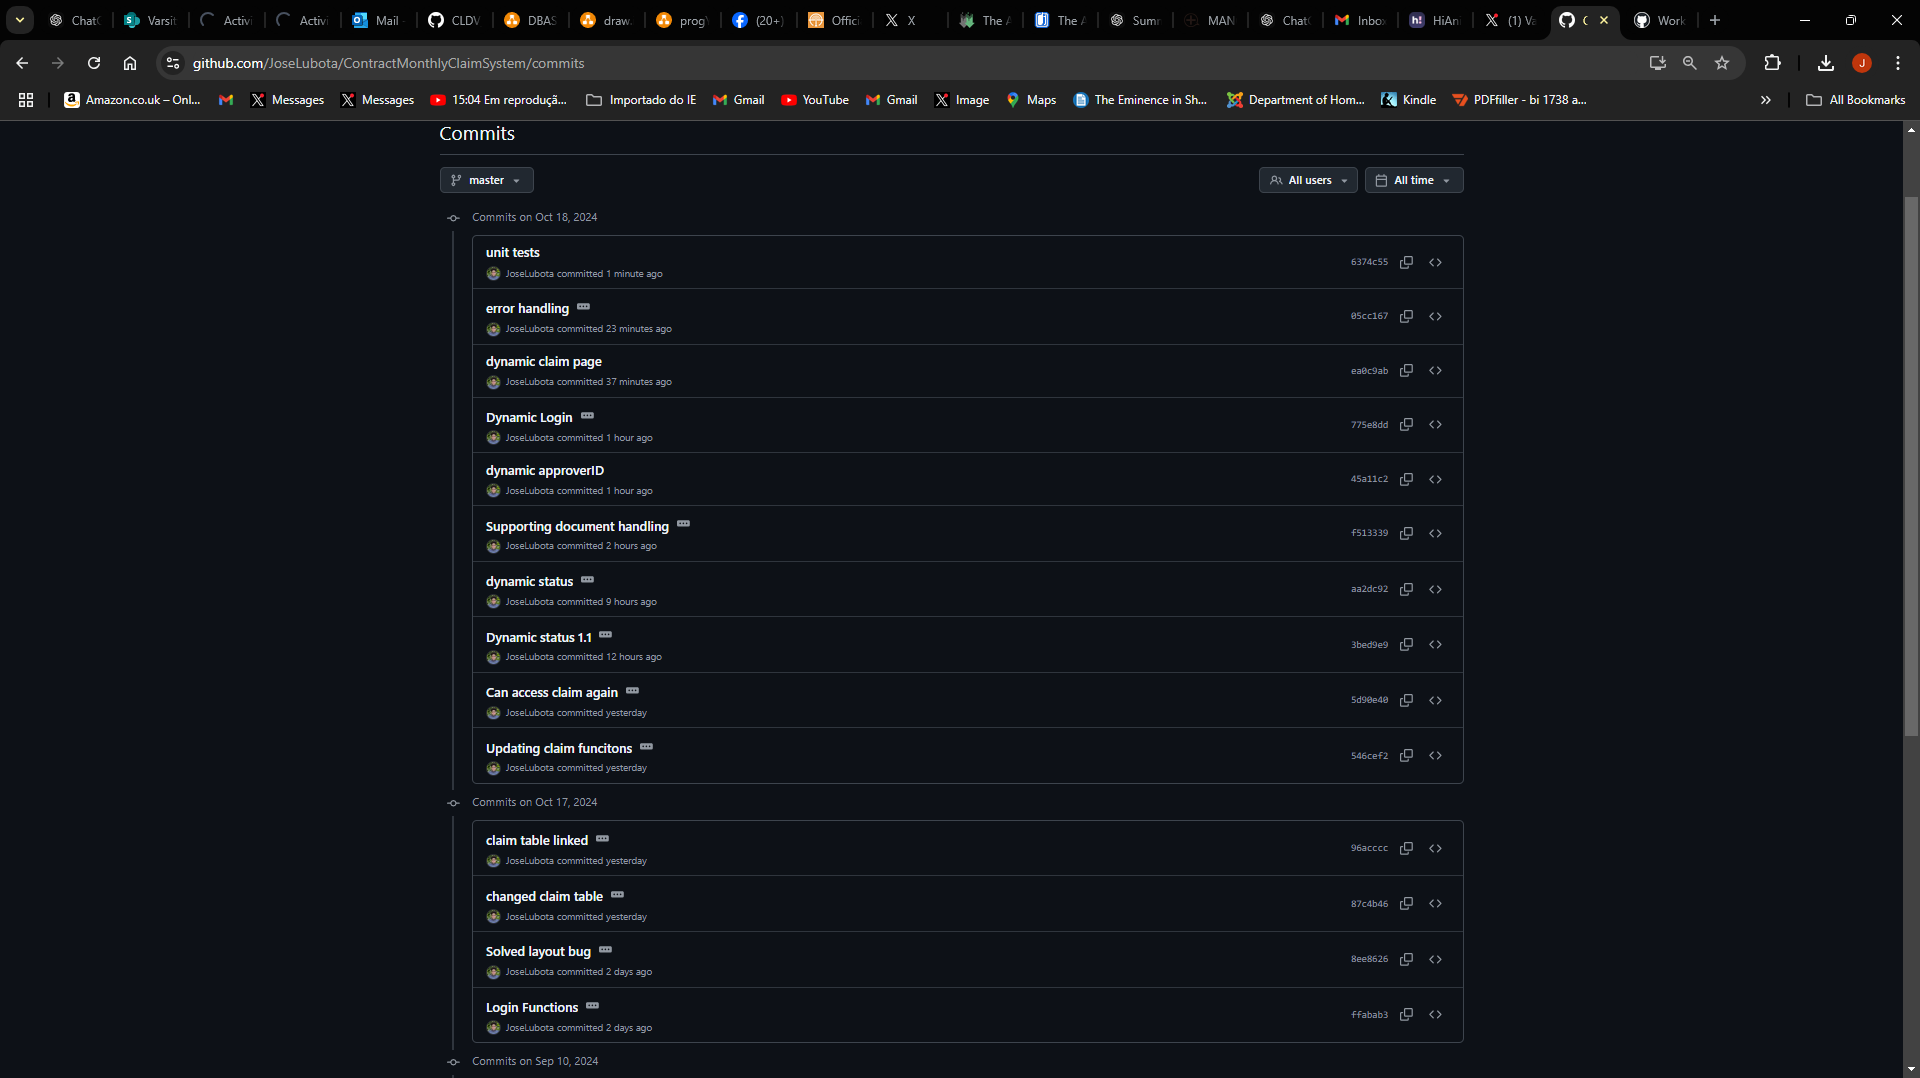 ChatG
Varsit
Activi
Activi
Mail
CLDV
DBAS
draw.
prog
(20+)
Offici
X
The A
The A
Sumr
MAN
ChatG
Inbox
HiAni
(1) Va
Work
github.com/JoseLubota/ContractMonthlyClaimSystem/commits
J
Amazon.co.uk – Onl...
Messages
Messages
15:04 Em reproduçã...
Importado do IE
Gmail
YouTube
Gmail
Image
Maps
The Eminence in Sh...
Department of Hom...
Kindle
PDFfiller - bi 1738 a...
All Bookmarks
Commits
master
All users
All time
Commits on Oct 18, 2024
unit tests
JoseLubota committed 1 minute ago
6374c55
error handling
JoseLubota committed 23 minutes ago
05cc167
dynamic claim page
JoseLubota committed 37 minutes ago
ea0c9ab
Dynamic Login
JoseLubota committed 1 hour ago
775e8dd
dynamic approverID
JoseLubota committed 1 hour ago
45a11c2
Supporting document handling
JoseLubota committed 2 hours ago
f513339
dynamic status
JoseLubota committed 9 hours ago
aa2dc92
Dynamic status 1.1
JoseLubota committed 12 hours ago
3bed9e9
Can access claim again
JoseLubota committed yesterday
5d90e40
Updating claim funcitons
JoseLubota committed yesterday
546cef2
Commits on Oct 17, 2024
claim table linked
JoseLubota committed yesterday
96acccc
changed claim table
JoseLubota committed yesterday
87c4b46
Solved layout bug
JoseLubota committed 2 days ago
8ee8626
Login Functions
JoseLubota committed 2 days ago
ffabab3
Commits on Sep 10, 2024